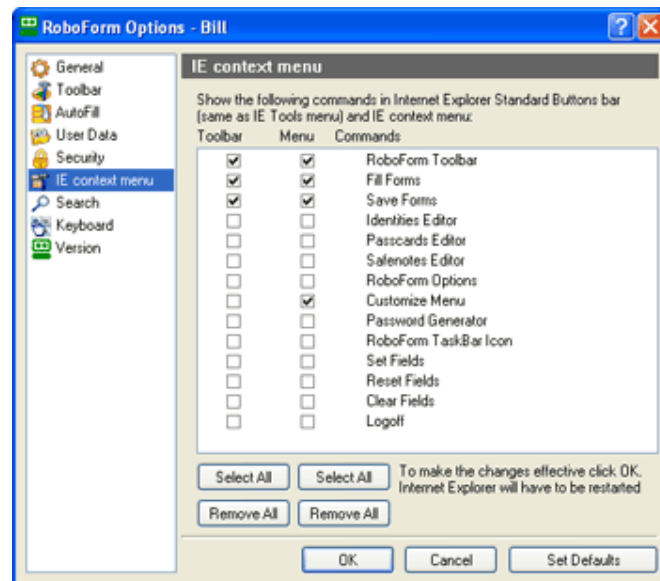 RoboForm Options - Bill
General
Toolbar
AutoFill
User Data
Security
IE context menu
Search
Keyboard
Version
IE context menu
Show the following commands in Internet Explorer Standard Buttons bar
(same as IE Tools menu) and IE context menu:
Toolbar Menu Commands
RoboForm Toolbar
Fill Forms
Save Forms
Identities Editor
Passcards Editor
Safenotes Editor
RoboForm Options
Customize Menu
Password Generator
RoboForm TaskBar Icon
Set Fields
Reset Fields
Clear Fields
Logoff
Select All Select All
To make the changes effective click OK.
Internet Explorer will have to be restarted
Remove All Remove All
OK Cancel Set Defaults